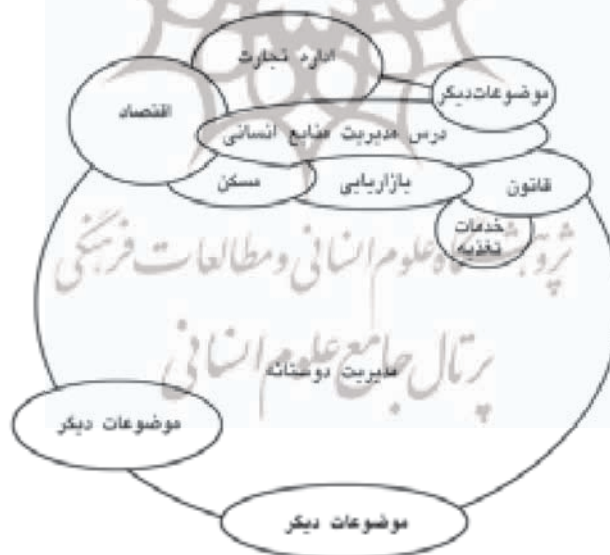 اداره تجارت
موضوعات دیگر
اقتصاد
درس مدیریت منابع انسانی
مسکن
بازاریابی
قانون
خدمات
تغذیه
پژوهشگاه علوم انسانی و مطالعات فرهنگی
پرتال جامع علوم انسانی
مدیریت دوستانه
موضوعات دیگر
موضوعات دیگر